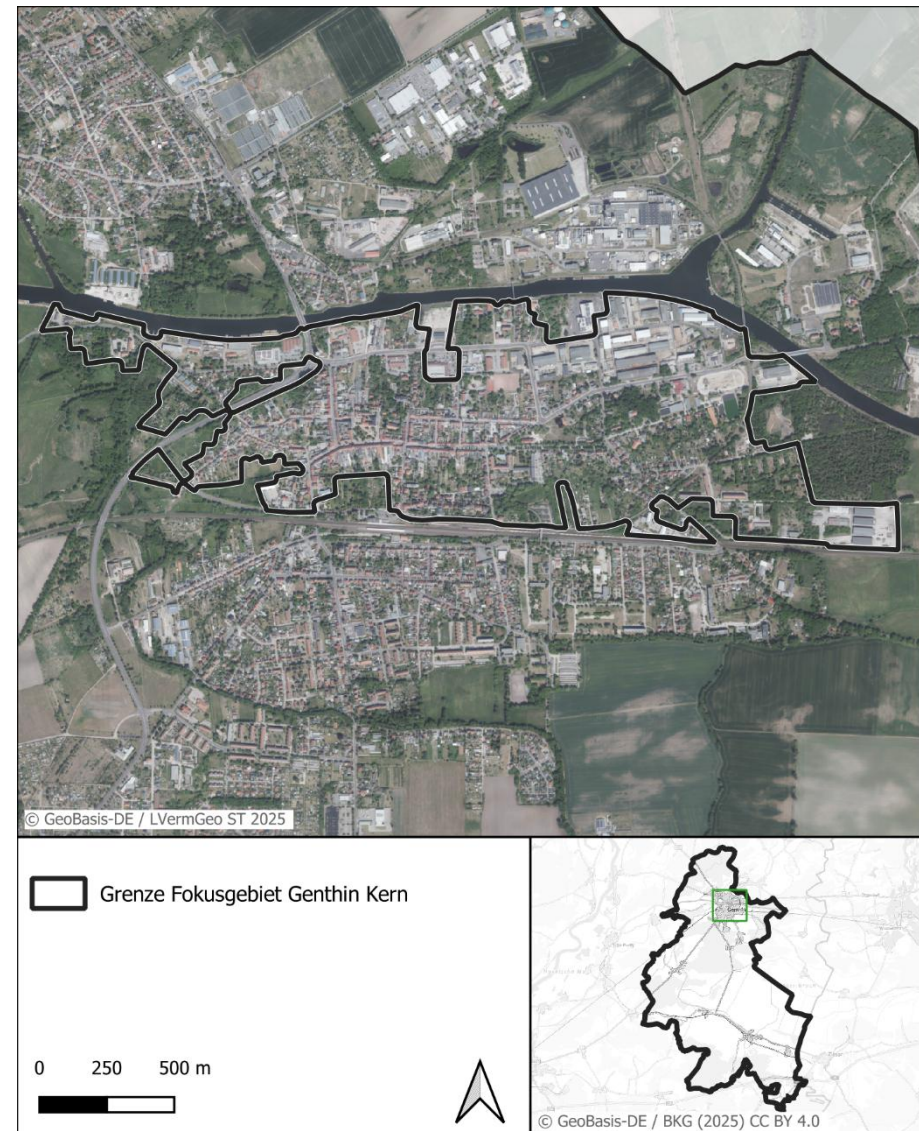 © GeoBasis-DE / LVermGeo ST 2025
Grenze Fokusgebiet Genthin Kern
0 250 500 m
© GeoBasis-DE / BKG (2025) CC BY 4.0